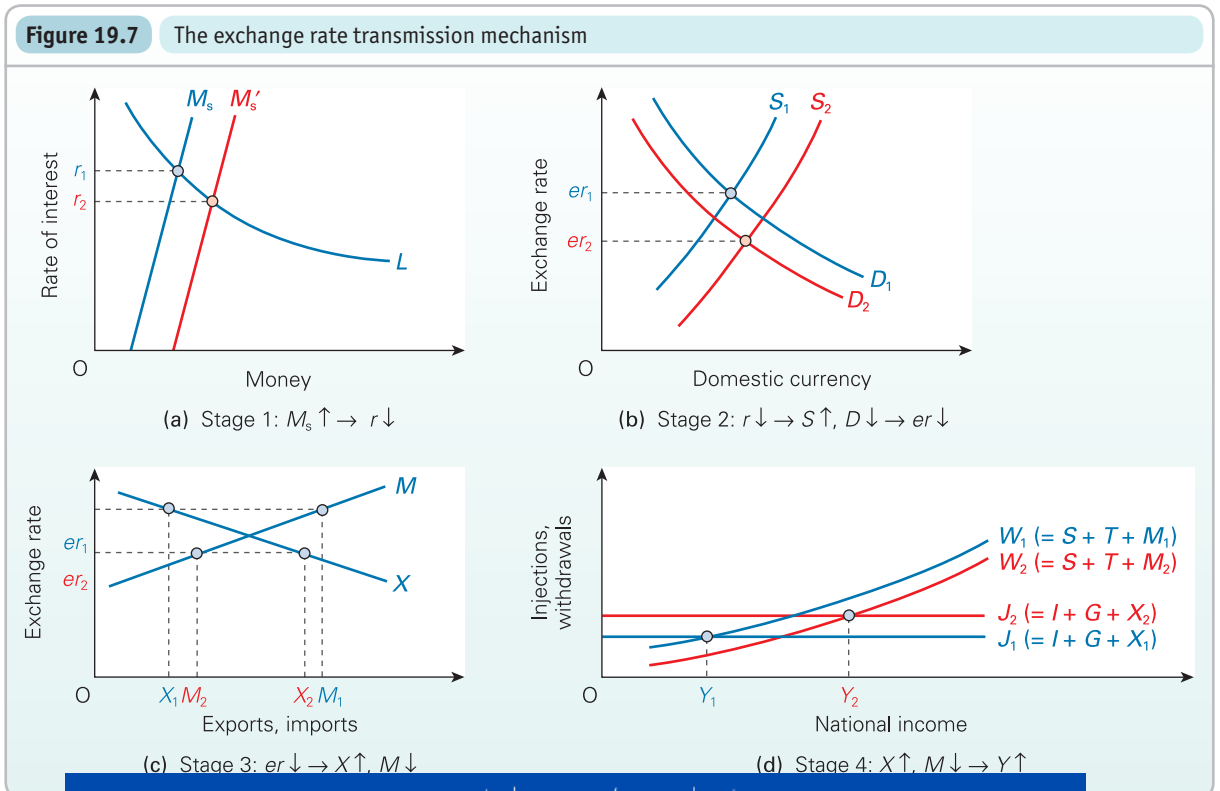 Figure 19.7 The exchange rate transmission mechanism
Rate of interest
Mₛ Mₛ′
r₁
r₂
L
O
Money
(a) Stage 1: Mₛ ↑ → r ↓
Exchange rate
S₁ S₂
er₁
er₂
D₁
D₂
O
Domestic currency
(b) Stage 2: r ↓ → S ↑, D ↓ → er ↓
Exchange rate
M
er₁
er₂
X
O
X₁ M₂ X₂ M₁
Exports, imports
(c) Stage 3: er ↓ → X ↑, M ↓
Injections,
withdrawals
W₁ (= S + T + M₁)
W₂ (= S + T + M₂)
J₂ (= I + G + X₂)
J₁ (= I + G + X₁)
O
Y₁ Y₂
National income
(d) Stage 4: X ↑, M ↓ → Y ↑